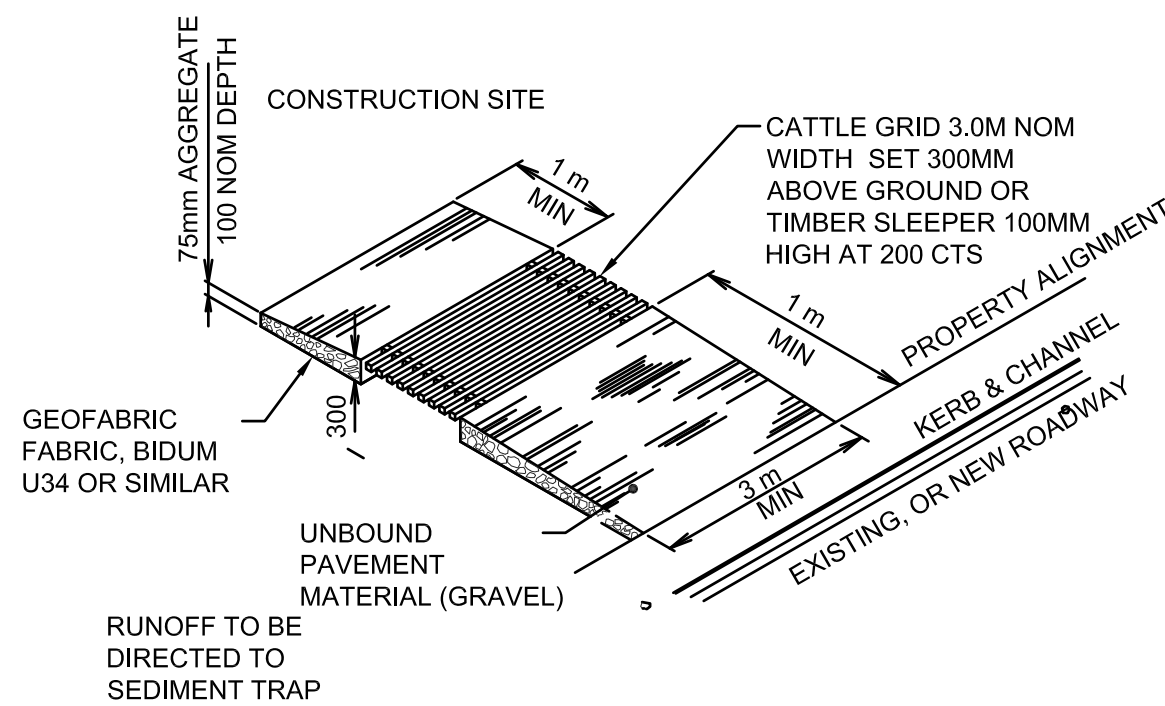 75mm AGGREGATE
100 NOM DEPTH
CONSTRUCTION SITE
1 m
MIN
CATTLE GRID 3.0M NOM
WIDTH SET 300MM
ABOVE GROUND OR
TIMBER SLEEPER 100MM
HIGH AT 200 CTS
1 m
MIN
PROPERTY ALIGNMENT
KERB & CHANNEL
EXISTING, OR NEW ROADWAY
3 m
MIN
300
GEOFABRIC
FABRIC, BIDUM
U34 OR SIMILAR
UNBOUND
PAVEMENT
MATERIAL (GRAVEL)
RUNOFF TO BE
DIRECTED TO
SEDIMENT TRAP